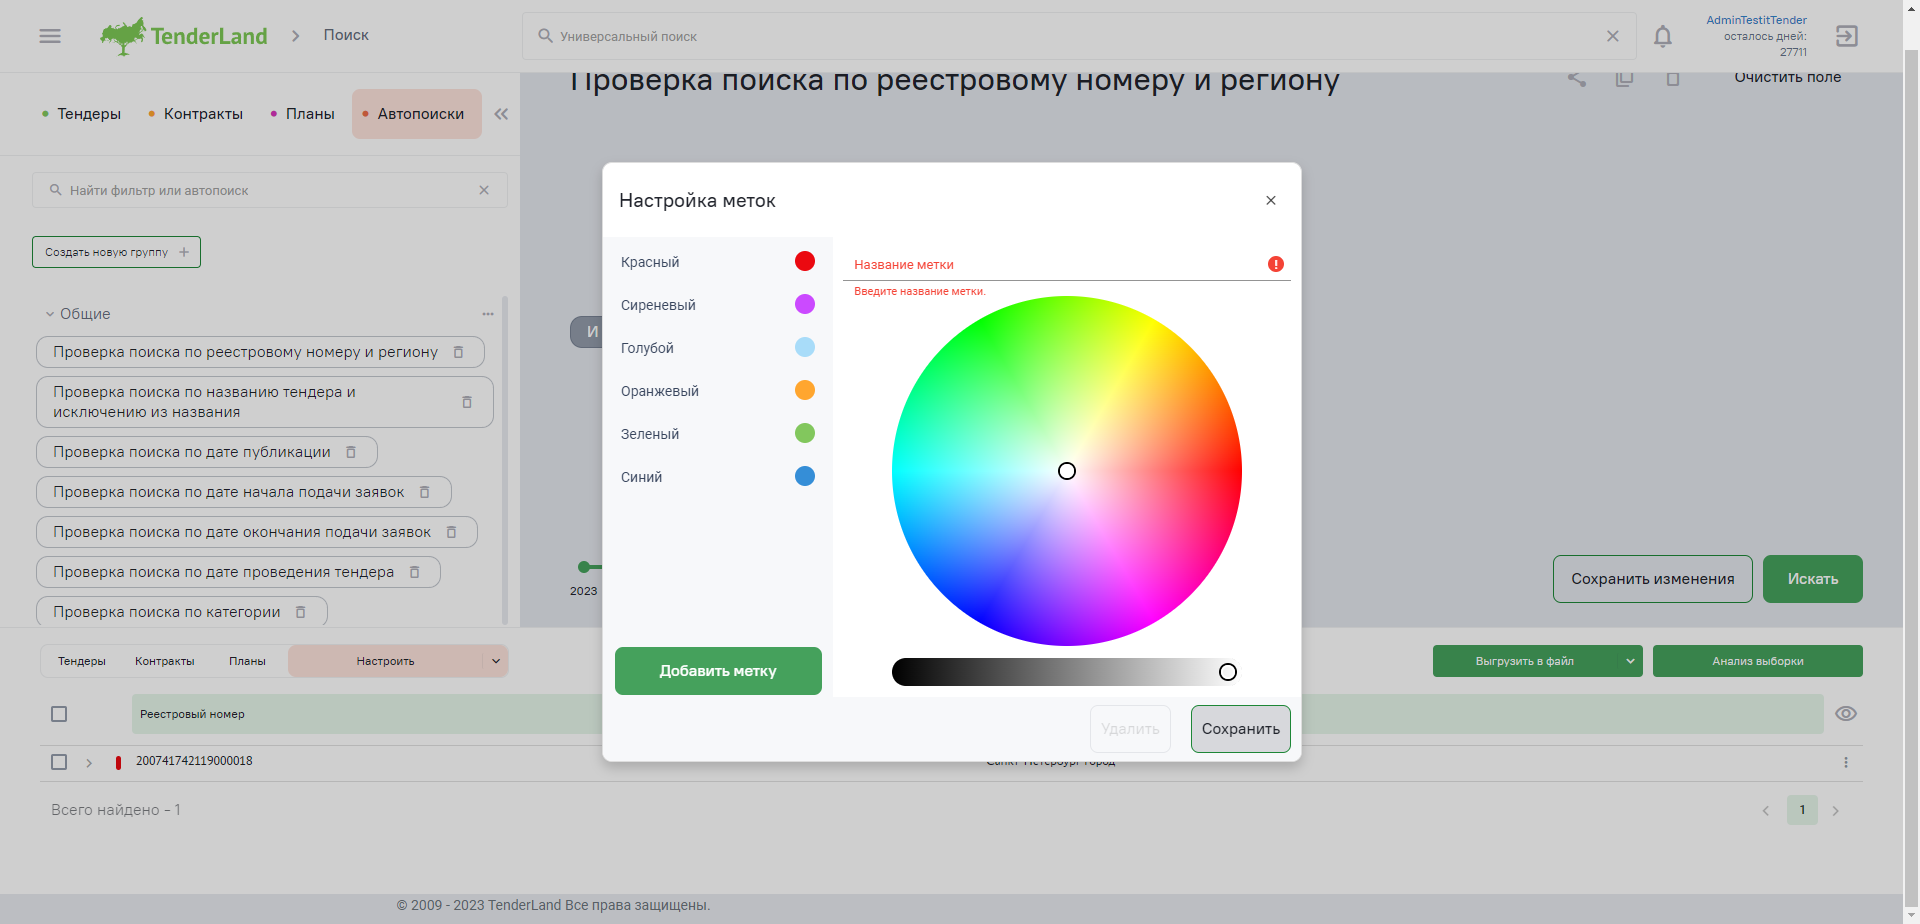 TenderLand
Поиск
Универсальный поиск
AdminTestitTender
осталось дней:
27711
Тендеры
Контракты
Планы
Автопоиски
Проверка поиска по реестровому номеру и региону
Очистить поле
Найти фильтр или автопоиск
Создать новую группу
Общие
Проверка поиска по реестровому номеру и региону
Проверка поиска по названию тендера и
исключению из названия
Проверка поиска по дате публикации
Проверка поиска по дате начала подачи заявок
Проверка поиска по дате окончания подачи заявок
Проверка поиска по дате проведения тендера
Проверка поиска по категории
И
2023
Настройка меток
Красный
Сиреневый
Голубой
Оранжевый
Зеленый
Синий
Добавить метку
Название метки
Введите название метки.
Удалить
Сохранить
Сохранить изменения
Искать
Тендеры
Контракты
Планы
Настроить
Выгрузить в файл
Анализ выборки
Реестровый номер
200741742119000018
Санкт-Петербург город
Всего найдено - 1
1
© 2009 - 2023 TenderLand Все права защищены.